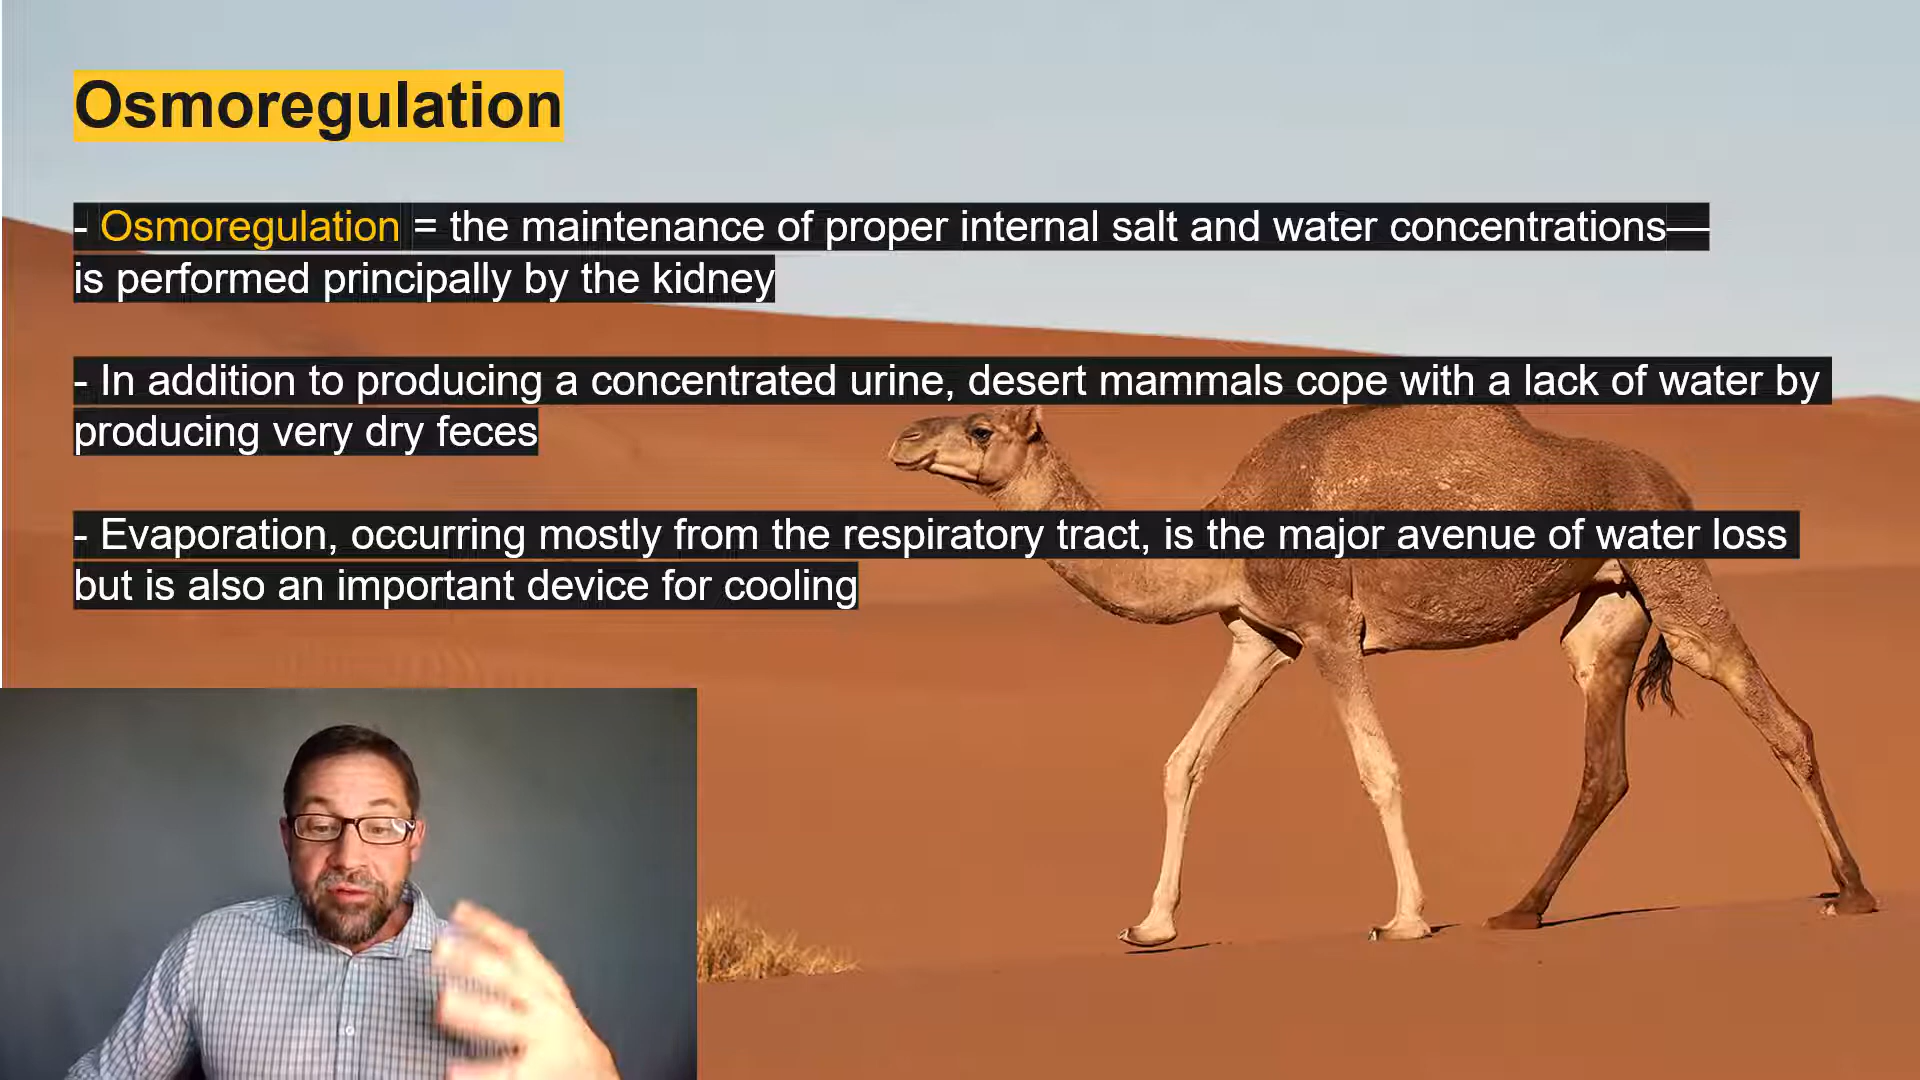 Osmoregulation
- Osmoregulation = the maintenance of proper internal salt and water concentrations—
is performed principally by the kidney
- In addition to producing a concentrated urine, desert mammals cope with a lack of water by
producing very dry feces
- Evaporation, occurring mostly from the respiratory tract, is the major avenue of water loss
but is also an important device for cooling